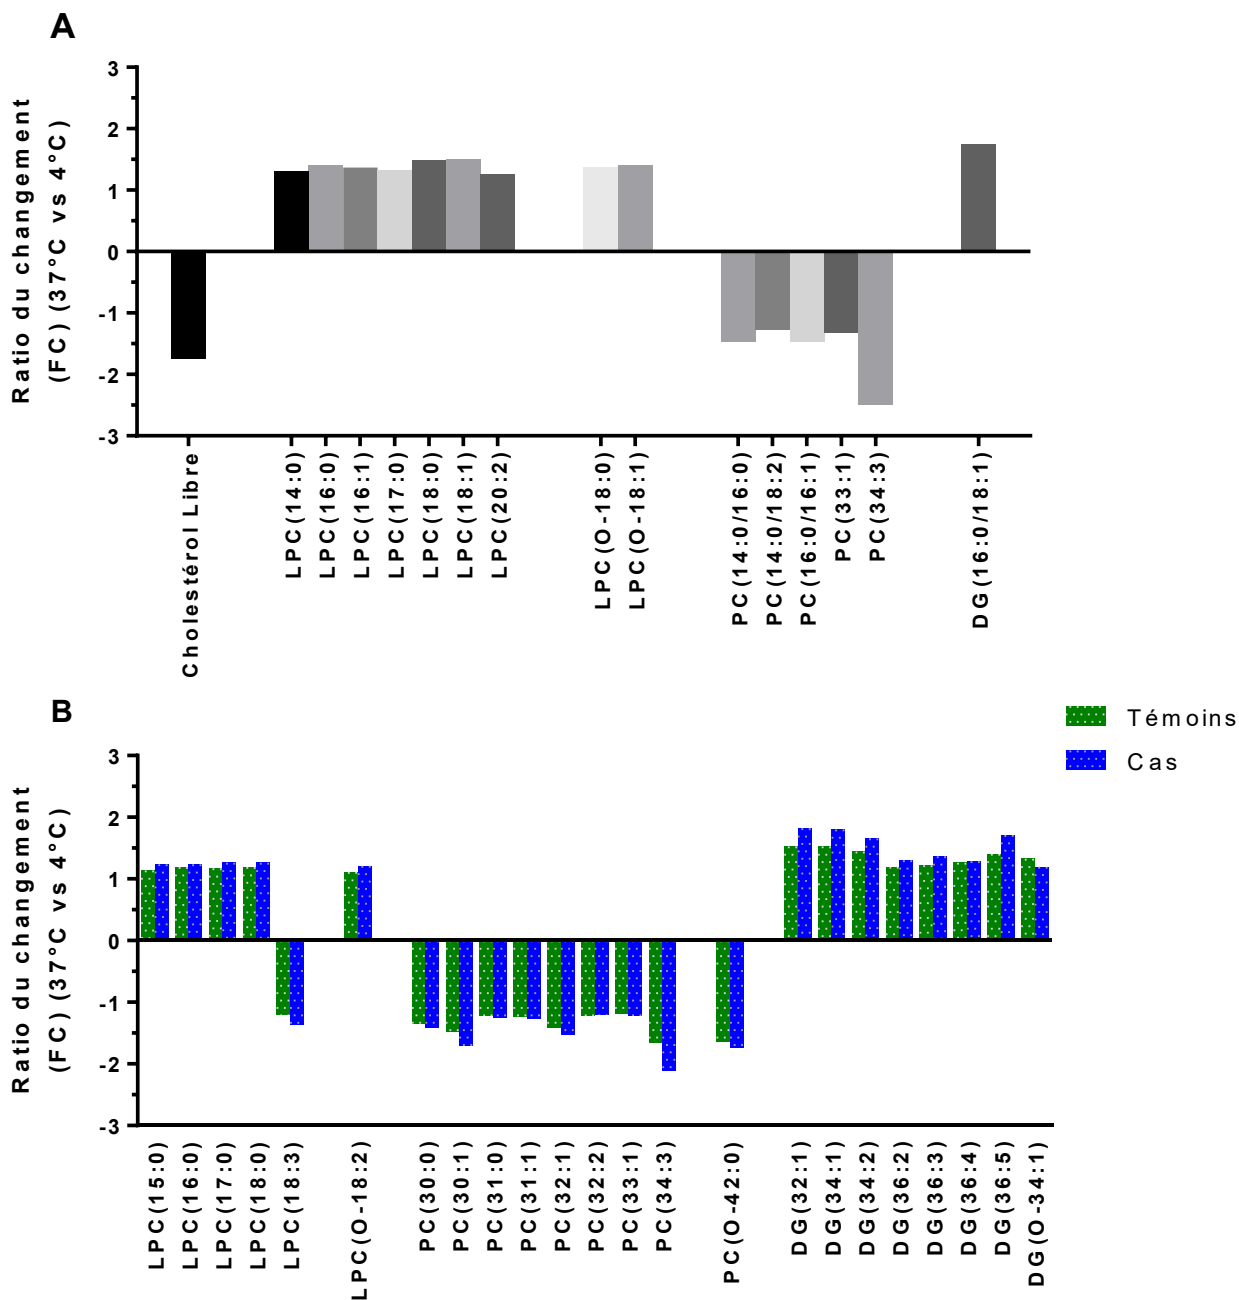 A
Ratio du changement
(FC) (37°C vs 4°C)
3
2
1
0
-1
-2
-3
Cholestérol Libre
LPC(14:0)
LPC(16:0)
LPC(16:1)
LPC(17:0)
LPC(18:0)
LPC(18:1)
LPC(20:2)
LPC(O-18:0)
LPC(O-18:1)
PC(14:0/16:0)
PC(14:0/18:2)
PC(16:0/16:1)
PC(33:1)
PC(34:3)
DG(16:0/18:1)
B
Témoins
Cas
Ratio du changement
(FC) (37°C vs 4°C)
3
2
1
0
-1
-2
-3
LPC(15:0)
LPC(16:0)
LPC(17:0)
LPC(18:0)
LPC(18:3)
LPC(O-18:2)
PC(30:0)
PC(30:1)
PC(31:0)
PC(31:1)
PC(32:1)
PC(32:2)
PC(33:1)
PC(34:3)
PC(O-42:0)
DG(32:1)
DG(34:1)
DG(34:2)
DG(36:2)
DG(36:3)
DG(36:4)
DG(36:5)
DG(O-34:1)